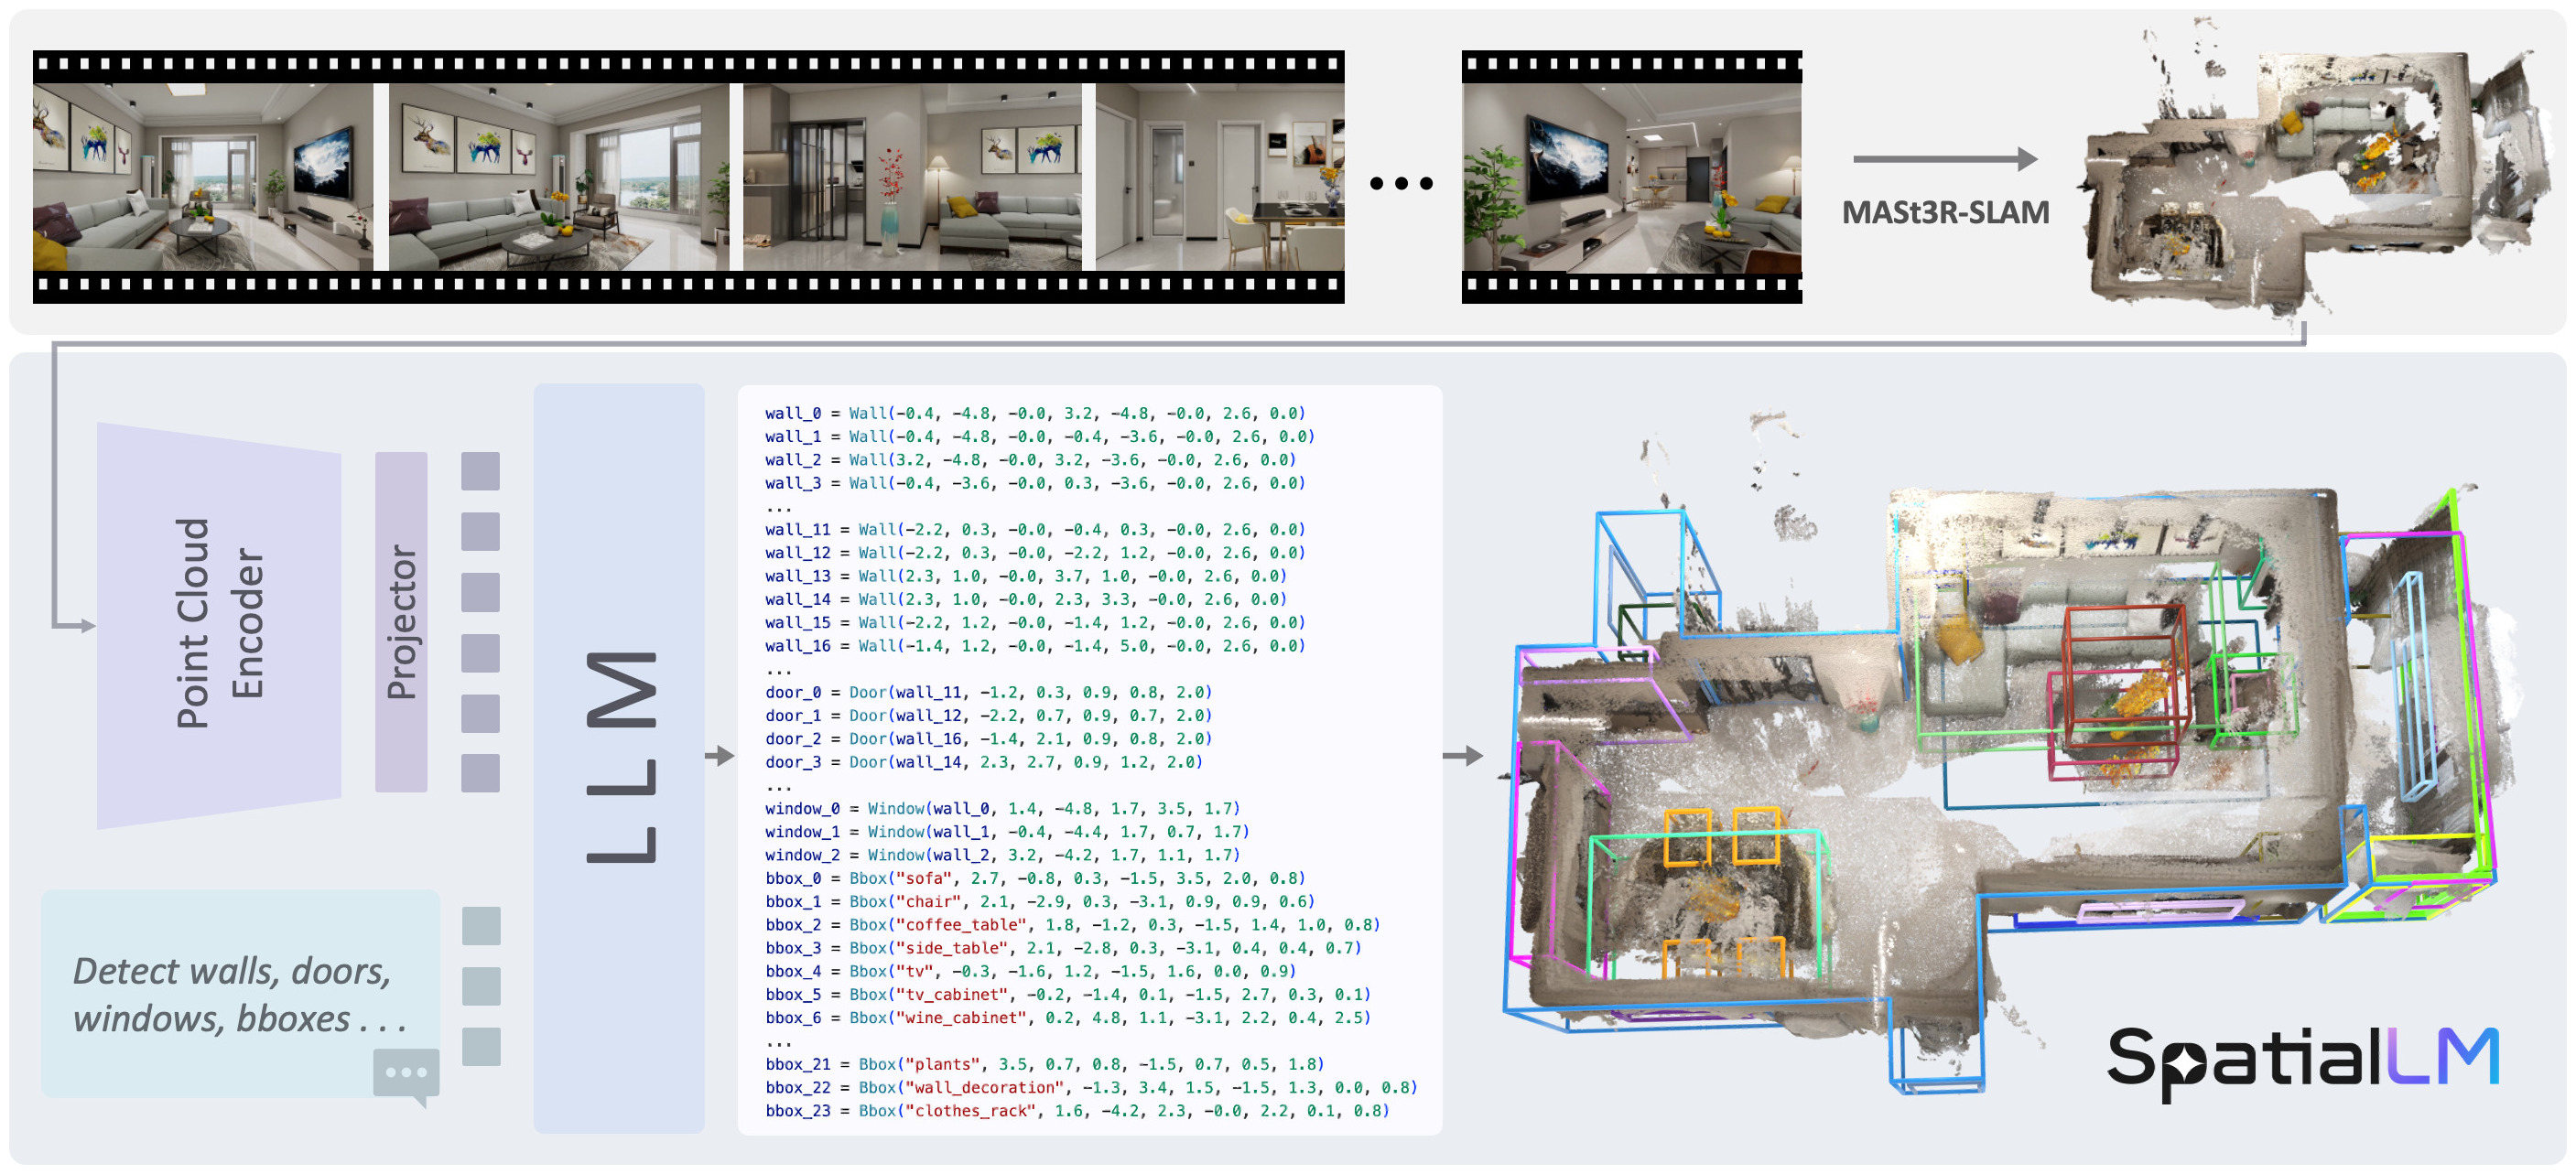 MASt3R-SLAM
Point Cloud
Encoder
Projector
LLM
Detect walls, doors,
windows, bboxes . . .
wall_0 = Wall(-0.4, -4.8, -0.0, 3.2, -4.8, -0.0, 2.6, 0.0)
wall_1 = Wall(-0.4, -4.8, -0.0, -0.4, -3.6, -0.0, 2.6, 0.0)
wall_2 = Wall(3.2, -4.8, -0.0, 3.2, -3.6, -0.0, 2.6, 0.0)
wall_3 = Wall(-0.4, -3.6, -0.0, 0.3, -3.6, -0.0, 2.6, 0.0)
...
wall_11 = Wall(-2.2, 0.3, -0.0, -0.4, 0.3, -0.0, 2.6, 0.0)
wall_12 = Wall(-2.2, 0.3, -0.0, -2.2, 1.2, -0.0, 2.6, 0.0)
wall_13 = Wall(2.3, 1.0, -0.0, 3.7, 1.0, -0.0, 2.6, 0.0)
wall_14 = Wall(2.3, 1.0, -0.0, 2.3, 3.3, -0.0, 2.6, 0.0)
wall_15 = Wall(-2.2, 1.2, -0.0, -1.4, 1.2, -0.0, 2.6, 0.0)
wall_16 = Wall(-1.4, 1.2, -0.0, -1.4, 5.0, -0.0, 2.6, 0.0)
...
door_0 = Door(wall_11, -1.2, 0.3, 0.9, 0.8, 2.0)
door_1 = Door(wall_12, -2.2, 0.7, 0.9, 0.7, 2.0)
door_2 = Door(wall_16, -1.4, 2.1, 0.9, 0.8, 2.0)
door_3 = Door(wall_14, 2.3, 2.7, 0.9, 1.2, 2.0)
...
window_0 = Window(wall_0, 1.4, -4.8, 1.7, 3.5, 1.7)
window_1 = Window(wall_1, -0.4, -4.4, 1.7, 0.7, 1.7)
window_2 = Window(wall_2, 3.2, -4.2, 1.7, 1.1, 1.7)
bbox_0 = Bbox("sofa", 2.7, -0.8, 0.3, -1.5, 3.5, 2.0, 0.8)
bbox_1 = Bbox("chair", 2.1, -2.9, 0.3, -3.1, 0.9, 0.9, 0.6)
bbox_2 = Bbox("coffee_table", 1.8, -1.2, 0.3, -1.5, 1.4, 1.0, 0.8)
bbox_3 = Bbox("side_table", 2.1, -2.8, 0.3, -3.1, 0.4, 0.4, 0.7)
bbox_4 = Bbox("tv", -0.3, -1.6, 1.2, -1.5, 1.6, 0.0, 0.9)
bbox_5 = Bbox("tv_cabinet", -0.2, -1.4, 0.1, -1.5, 2.7, 0.3, 0.1)
bbox_6 = Bbox("wine_cabinet", 0.2, 4.8, 1.1, -3.1, 2.2, 0.4, 2.5)
...
bbox_21 = Bbox("plants", 3.5, 0.7, 0.8, -1.5, 0.7, 0.5, 1.8)
bbox_22 = Bbox("wall_decoration", -1.3, 3.4, 1.5, -1.5, 1.3, 0.0, 0.8)
bbox_23 = Bbox("clothes_rack", 1.6, -4.2, 2.3, -0.0, 2.2, 0.1, 0.8)
SpatialLM